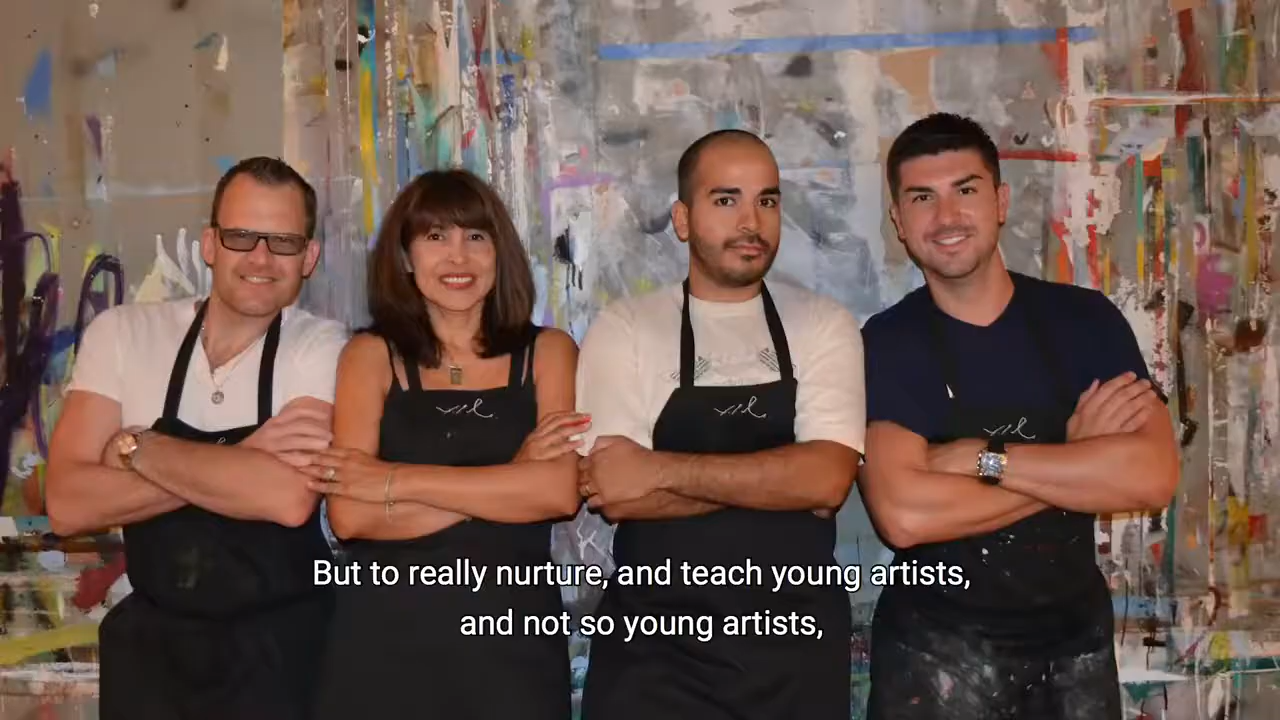 But to really nurture, and teach young artists,
and not so young artists,